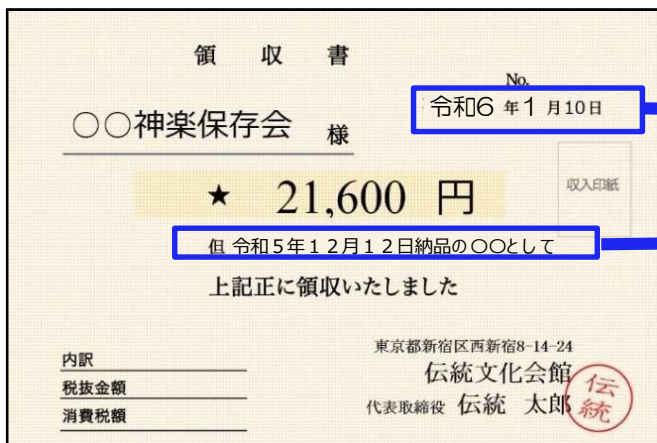 領 収 書
No.
令和6 年1 月10日
〇〇神楽保存会 様
★ 21,600 円
収入印紙
但 令和5年12月12日納品の〇〇として
上記正に領収いたしました
東京都新宿区西新宿8-14-24
伝統文化会館
代表取締役 伝統 太郎
伝統
内訳
税抜金額
消費税額